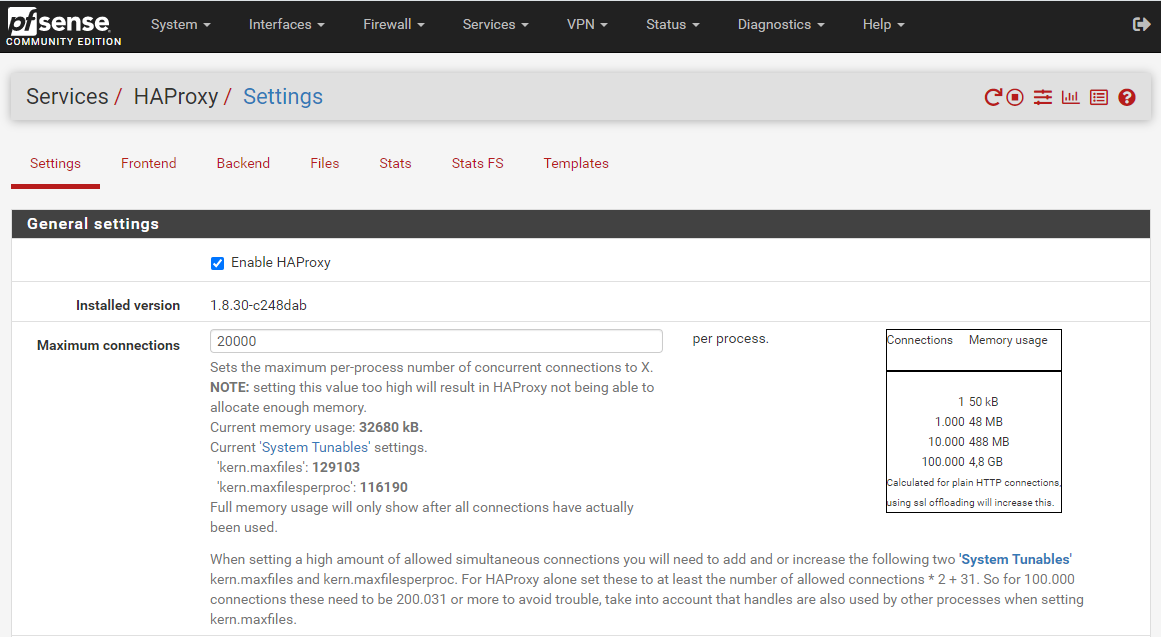 pfsense
COMMUNITY EDITION
System
Interfaces
Firewall
Services
VPN
Status
Diagnostics
Help
Services / HAProxy / Settings
Settings
Frontend
Backend
Files
Stats
Stats FS
Templates
General settings
Enable HAProxy
Installed version
1.8.30-c248dab
Maximum connections
20000
per process.
Sets the maximum per-process number of concurrent connections to X.
NOTE: setting this value too high will result in HAProxy not being able to
allocate enough memory.
Current memory usage: 32680 kB.
Current 'System Tunables' settings.
'kern.maxfiles': 129103
'kern.maxfilesperproc': 116190
Full memory usage will only show after all connections have actually
been used.
Connections Memory usage
1 50 kB
1.000 48 MB
10.000 488 MB
100.000 4,8 GB
Calculated for plain HTTP connections,
using ssl offloading will increase this.
When setting a high amount of allowed simultaneous connections you will need to add and or increase the following two 'System Tunables'
kern.maxfiles and kern.maxfilesperproc. For HAProxy alone set these to at least the number of allowed connections * 2 + 31. So for 100.000
connections these need to be 200.031 or more to avoid trouble, take into account that handles are also used by other processes when setting
kern.maxfiles.